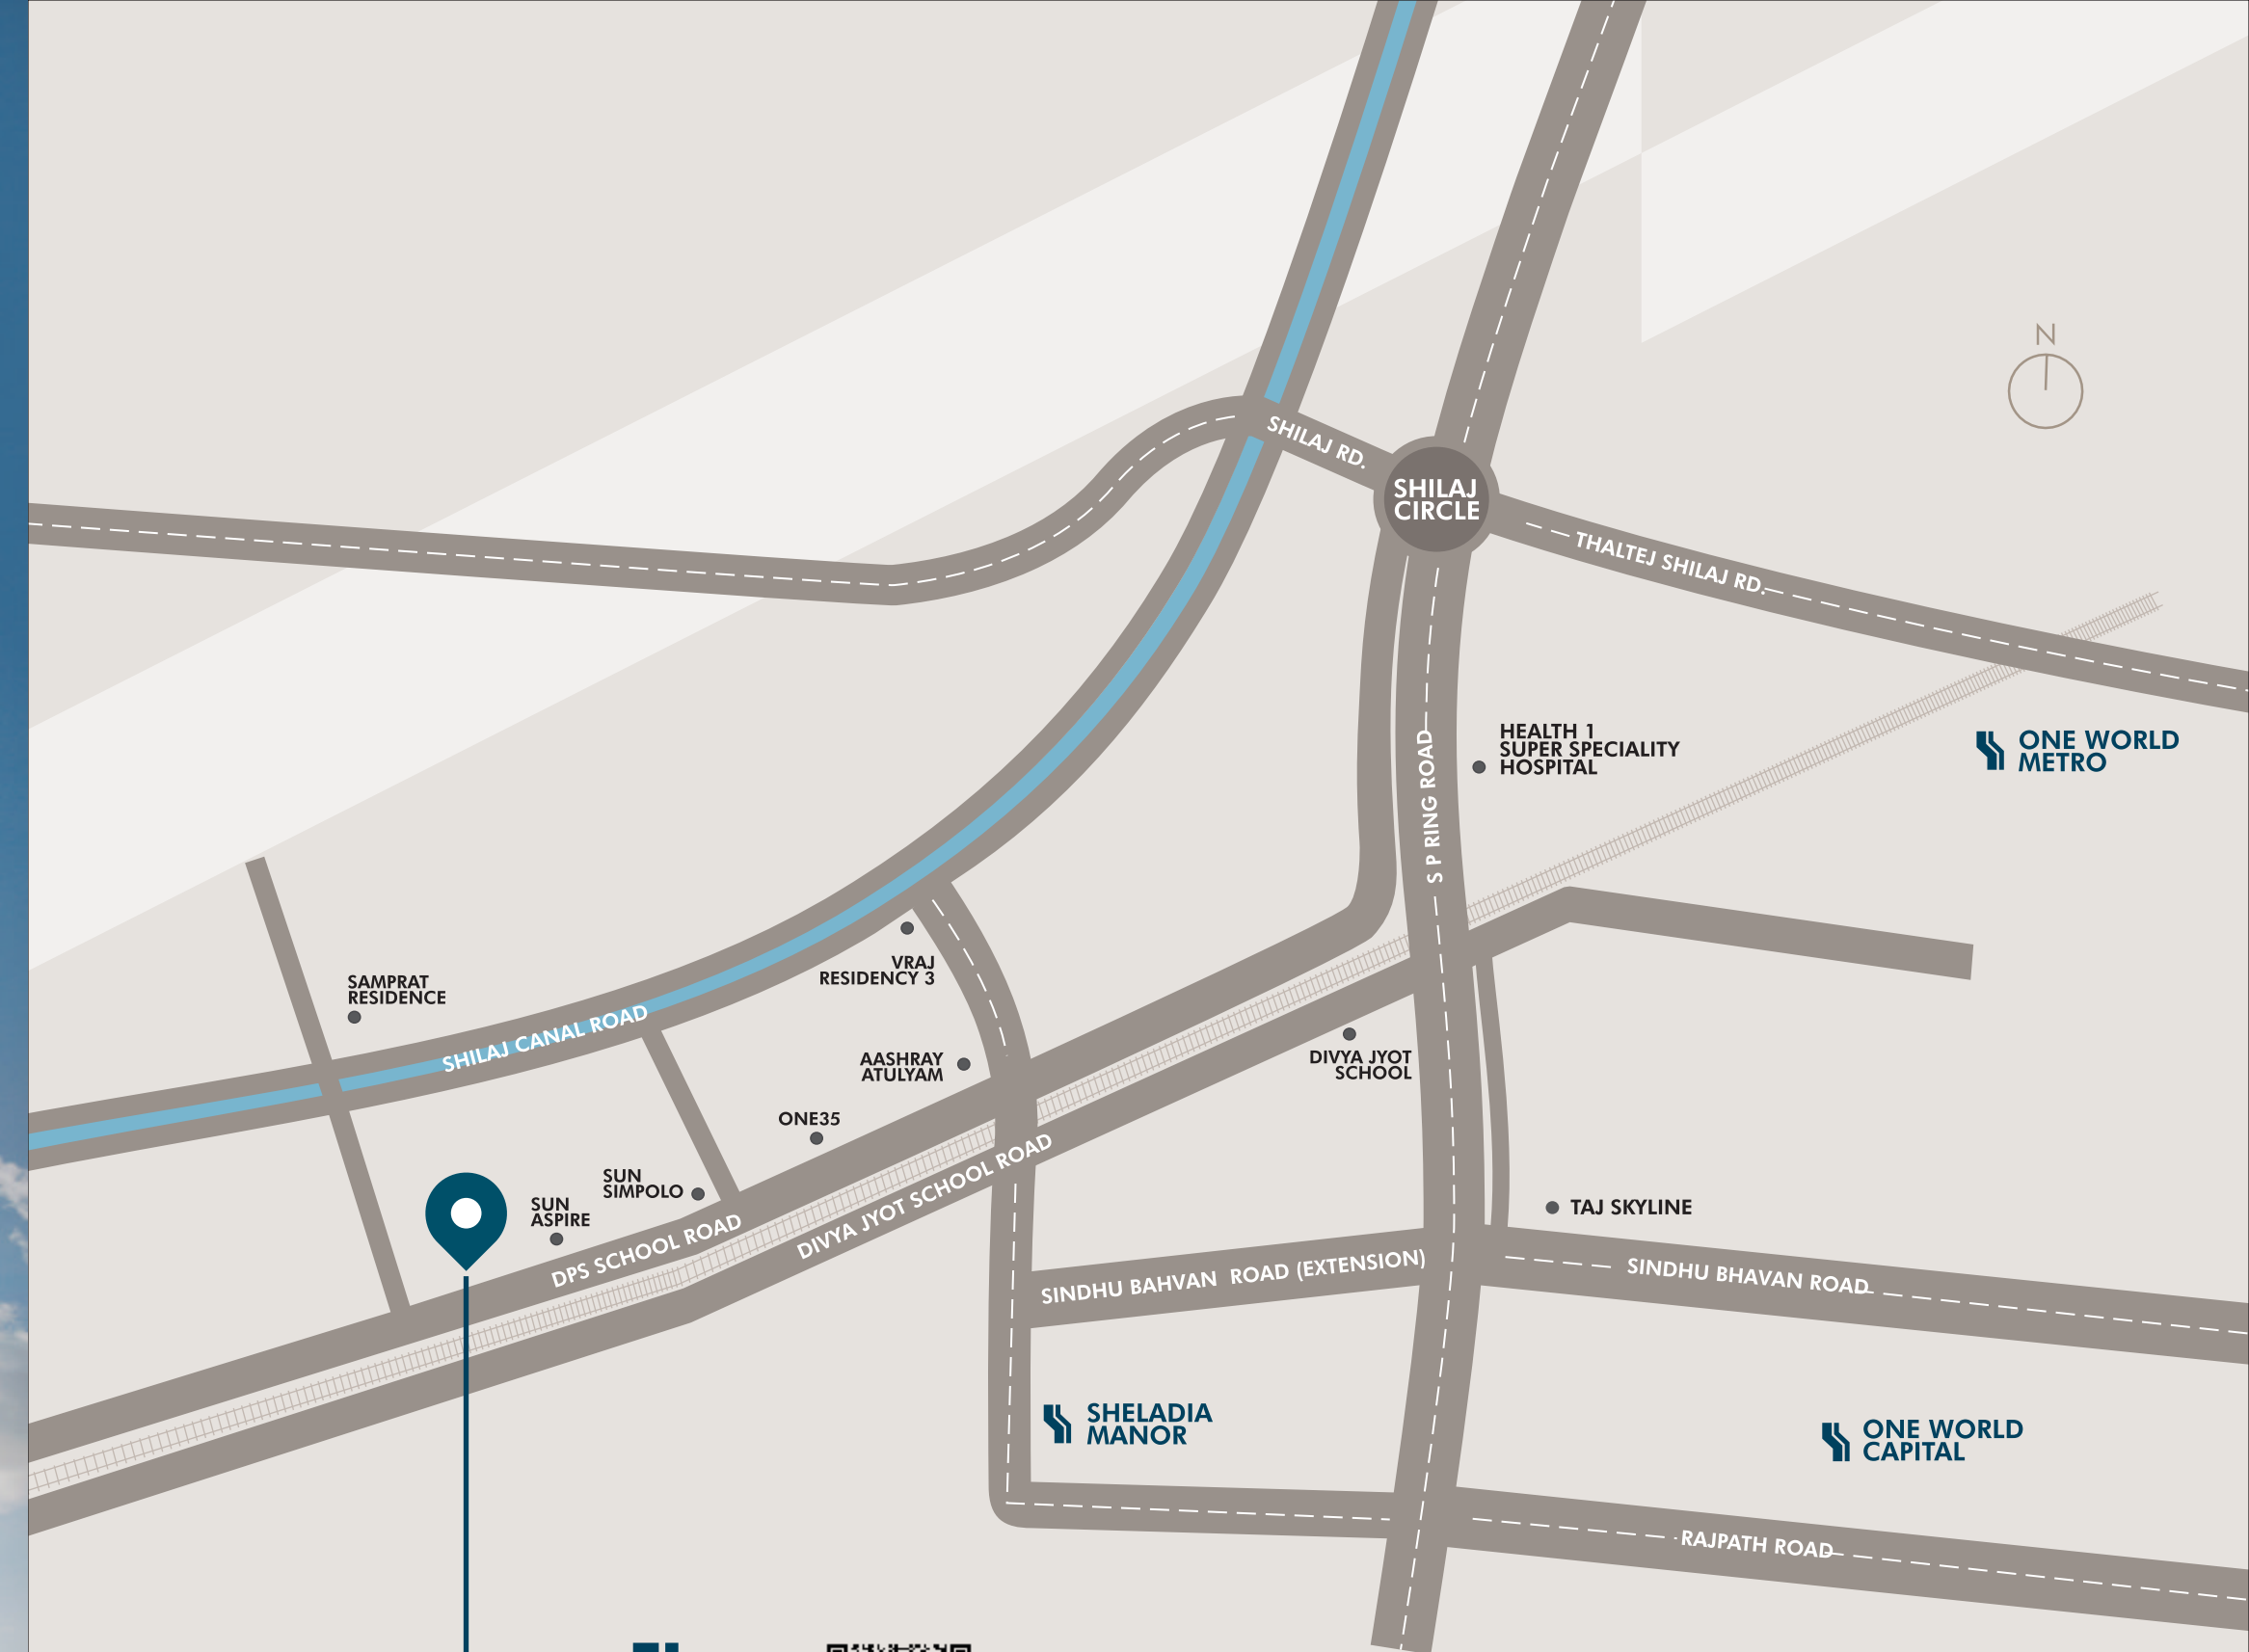 N
SHILAJ RD.
SHILAJ
CIRCLE
THALTEJ SHILAJ RD.
HEALTH 1
SUPER SPECIALITY
HOSPITAL
ONE WORLD
METRO
S P RING ROAD
VRAJ
RESIDENCY 3
SAMPRAT
RESIDENCE
SHILAJ CANAL ROAD
AASHRAY
ATULYAM
DIVYA JYOT
SCHOOL
ONE35
SUN
SIMPOLO
SUN
ASPIRE
DPS SCHOOL ROAD
DIVYA JYOT SCHOOL ROAD
TAJ SKYLINE
SINDHU BAHVAN ROAD (EXTENSION)
SINDHU BHAVAN ROAD
SHELADIA
MANOR
ONE WORLD
CAPITAL
RAJPATH ROAD